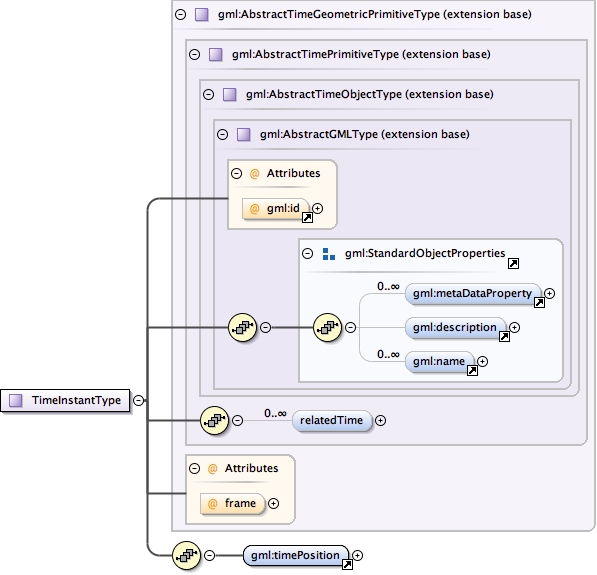 gml:AbstractTimeGeometricPrimitiveType (extension base)
gml:AbstractTimePrimitiveType (extension base)
gml:AbstractTimeObjectType (extension base)
gml:AbstractGMLType (extension base)
@ Attributes
@ gml:id
gml:StandardObjectProperties
0..∞
gml:metaDataProperty
gml:description
0..∞
gml:name
TimeInstantType
0..∞
relatedTime
@ Attributes
@ frame
gml:timePosition